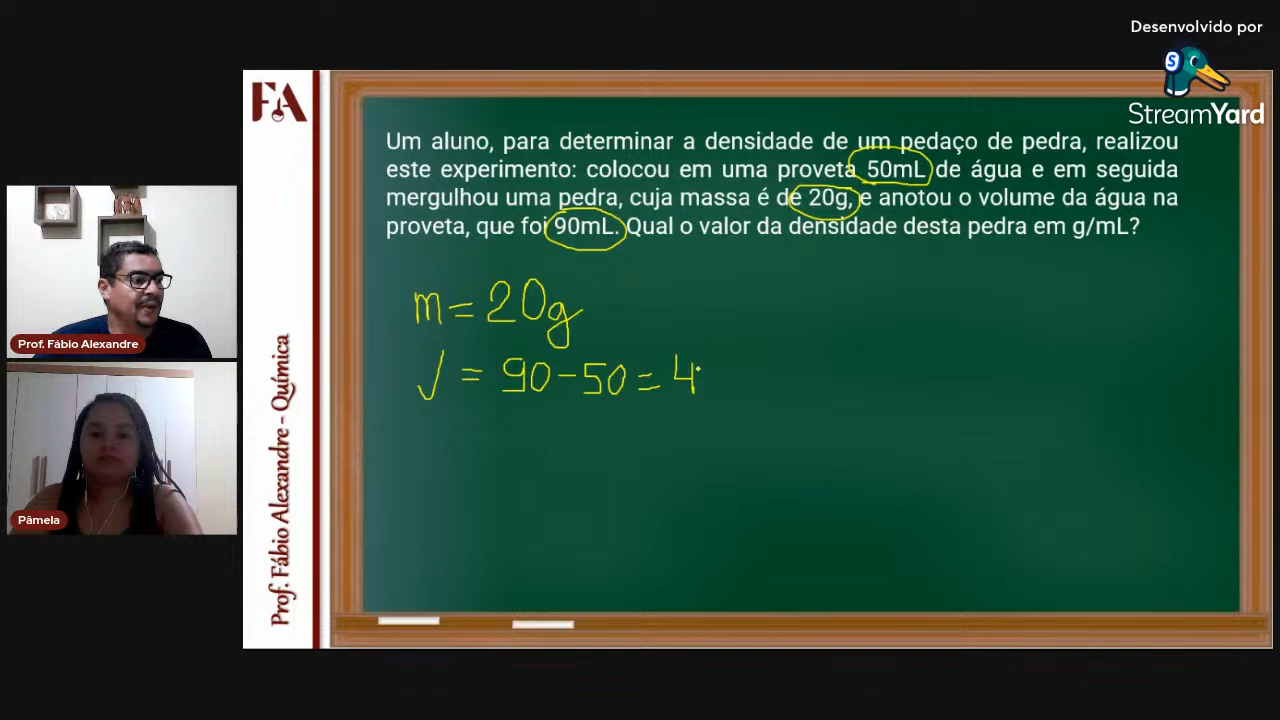 Desenvolvido por
StreamYard
FA
Um aluno, para determinar a densidade de um pedaço de pedra, realizou
este experimento: colocou em uma proveta 50mL de água e em seguida
mergulhou uma pedra, cuja massa é de 20g, e anotou o volume da água na
proveta, que foi 90mL. Qual o valor da densidade desta pedra em g/mL?
m = 20g
V = 90 - 50 = 4
Prof. Fábio Alexandre - Química
Prof. Fábio Alexandre
Pâmela